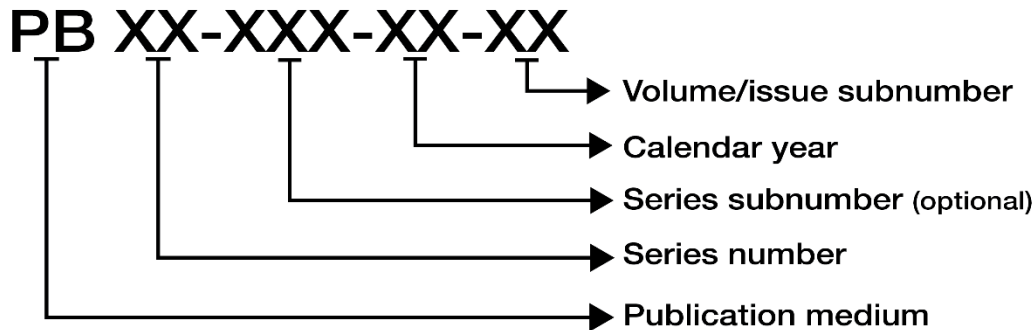 PB XX-XXX-XX-XX
Volume/issue subnumber
Calendar year
Series subnumber (optional)
Series number
Publication medium